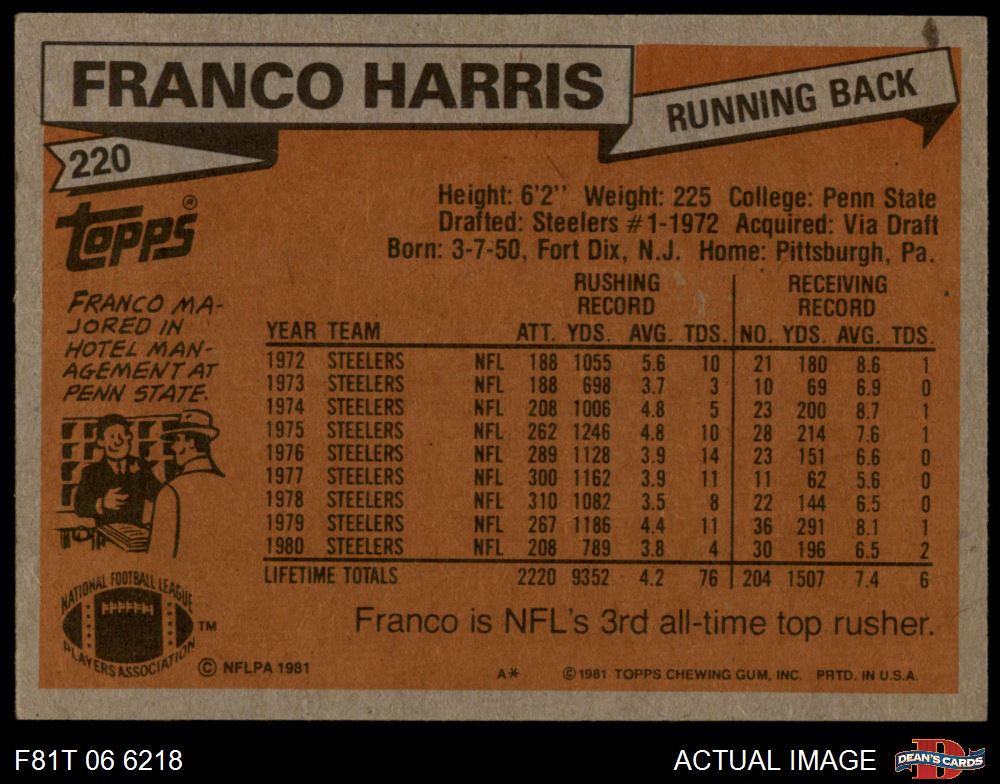 FRANCO HARRIS
RUNNING BACK
220
TOPPS®
Height: 6'2'' Weight: 225 College: Penn State
Drafted: Steelers #1-1972 Acquired: Via Draft
Born: 3-7-50, Fort Dix, N.J. Home: Pittsburgh, Pa.
FRANCO MA-
JORED IN
HOTEL MAN-
AGEMENT AT
PENN STATE.
RUSHING RECEIVING
RECORD RECORD
YEAR TEAM ATT. YDS. AVG. TDS. NO. YDS. AVG. TDS.
1972 STEELERS NFL 188 1055 5.6 10 21 180 8.6 1
1973 STEELERS NFL 188 698 3.7 3 10 69 6.9 0
1974 STEELERS NFL 208 1006 4.8 5 23 200 8.7 1
1975 STEELERS NFL 262 1246 4.8 10 28 214 7.6 1
1976 STEELERS NFL 289 1128 3.9 14 23 151 6.6 0
1977 STEELERS NFL 300 1162 3.9 11 11 62 5.6 0
1978 STEELERS NFL 310 1082 3.5 8 22 144 6.5 0
1979 STEELERS NFL 267 1186 4.4 11 36 291 8.1 1
1980 STEELERS NFL 208 789 3.8 4 30 196 6.5 2
LIFETIME TOTALS 2220 9352 4.2 76 204 1507 7.4 6
Franco is NFL's 3rd all-time top rusher.
NATIONAL FOOTBALL LEAGUE
PLAYERS ASSOCIATION
TM
© NFLPA 1981
A* © 1981 TOPPS CHEWING GUM, INC. PRTD. IN U.S.A.
F81T 06 6218
ACTUAL IMAGE
D
DEAN'S CARDS